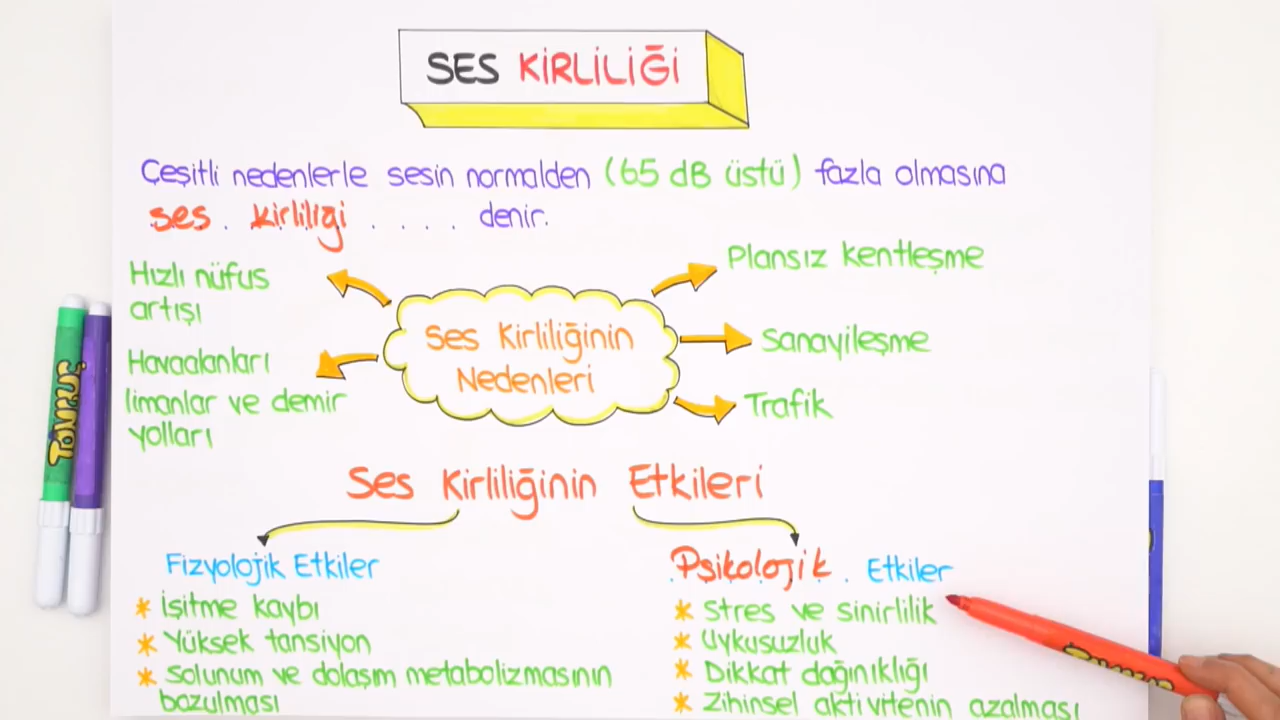 SES KİRLİLİĞİ
Çeşitli nedenlerle sesin normalden (65 dB üstü) fazla olmasına
ses . kirliliği . . . . denir.
Hızlı nüfus
artışı
Havaalanları
limanlar ve demir
yolları
Ses Kirliliğinin
Nedenleri
Plansız kentleşme
Sanayileşme
Trafik
Ses Kirliliğinin Etkileri
Fizyolojik Etkiler
* İşitme kaybı
* Yüksek tansiyon
* Solunum ve dolaşım metabolizmasının
bozulması
Psikolojik . Etkiler
* Stres ve sinirlilik
* Uykusuzluk
* Dikkat dağınıklığı
* Zihinsel aktivitenin azalması